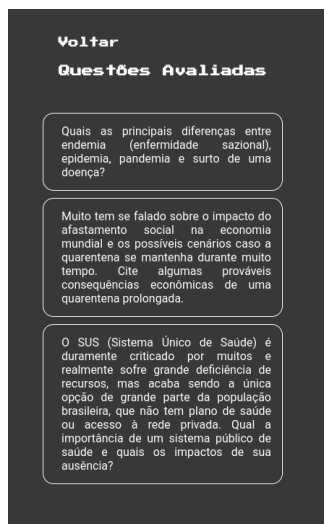 Voltar
Questões Avaliadas
Quais as principais diferenças entre
endemia (enfermidade sazional),
epidemia, pandemia e surto de uma
doença?
Muito tem se falado sobre o impacto do
afastamento social na economia
mundial e os possíveis cenários caso a
quarentena se mantenha durante muito
tempo. Cite algumas prováveis
consequências econômicas de uma
quarentena prolongada.
O SUS (Sistema Único de Saúde) é
duramente criticado por muitos e
realmente sofre grande deficiência de
recursos, mas acaba sendo a única
opção de grande parte da população
brasileira, que não tem plano de saúde
ou acesso à rede privada. Qual a
importância de um sistema público de
saúde e quais os impactos de sua
ausência?